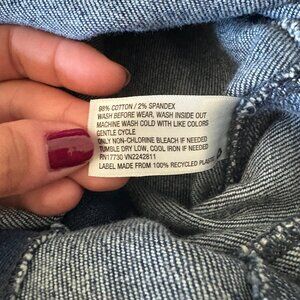 98% COTTON / 2% SPANDEX
WASH BEFORE WEAR, WASH INSIDE OUT
MACHINE WASH COLD WITH LIKE COLORS
GENTLE CYCLE
ONLY NON-CHLORINE BLEACH IF NEEDED
TUMBLE DRY LOW, COOL IRON IF NEEDED
RN17730 VN2242811
LABEL MADE FROM 100% RECYCLED PLASTIC